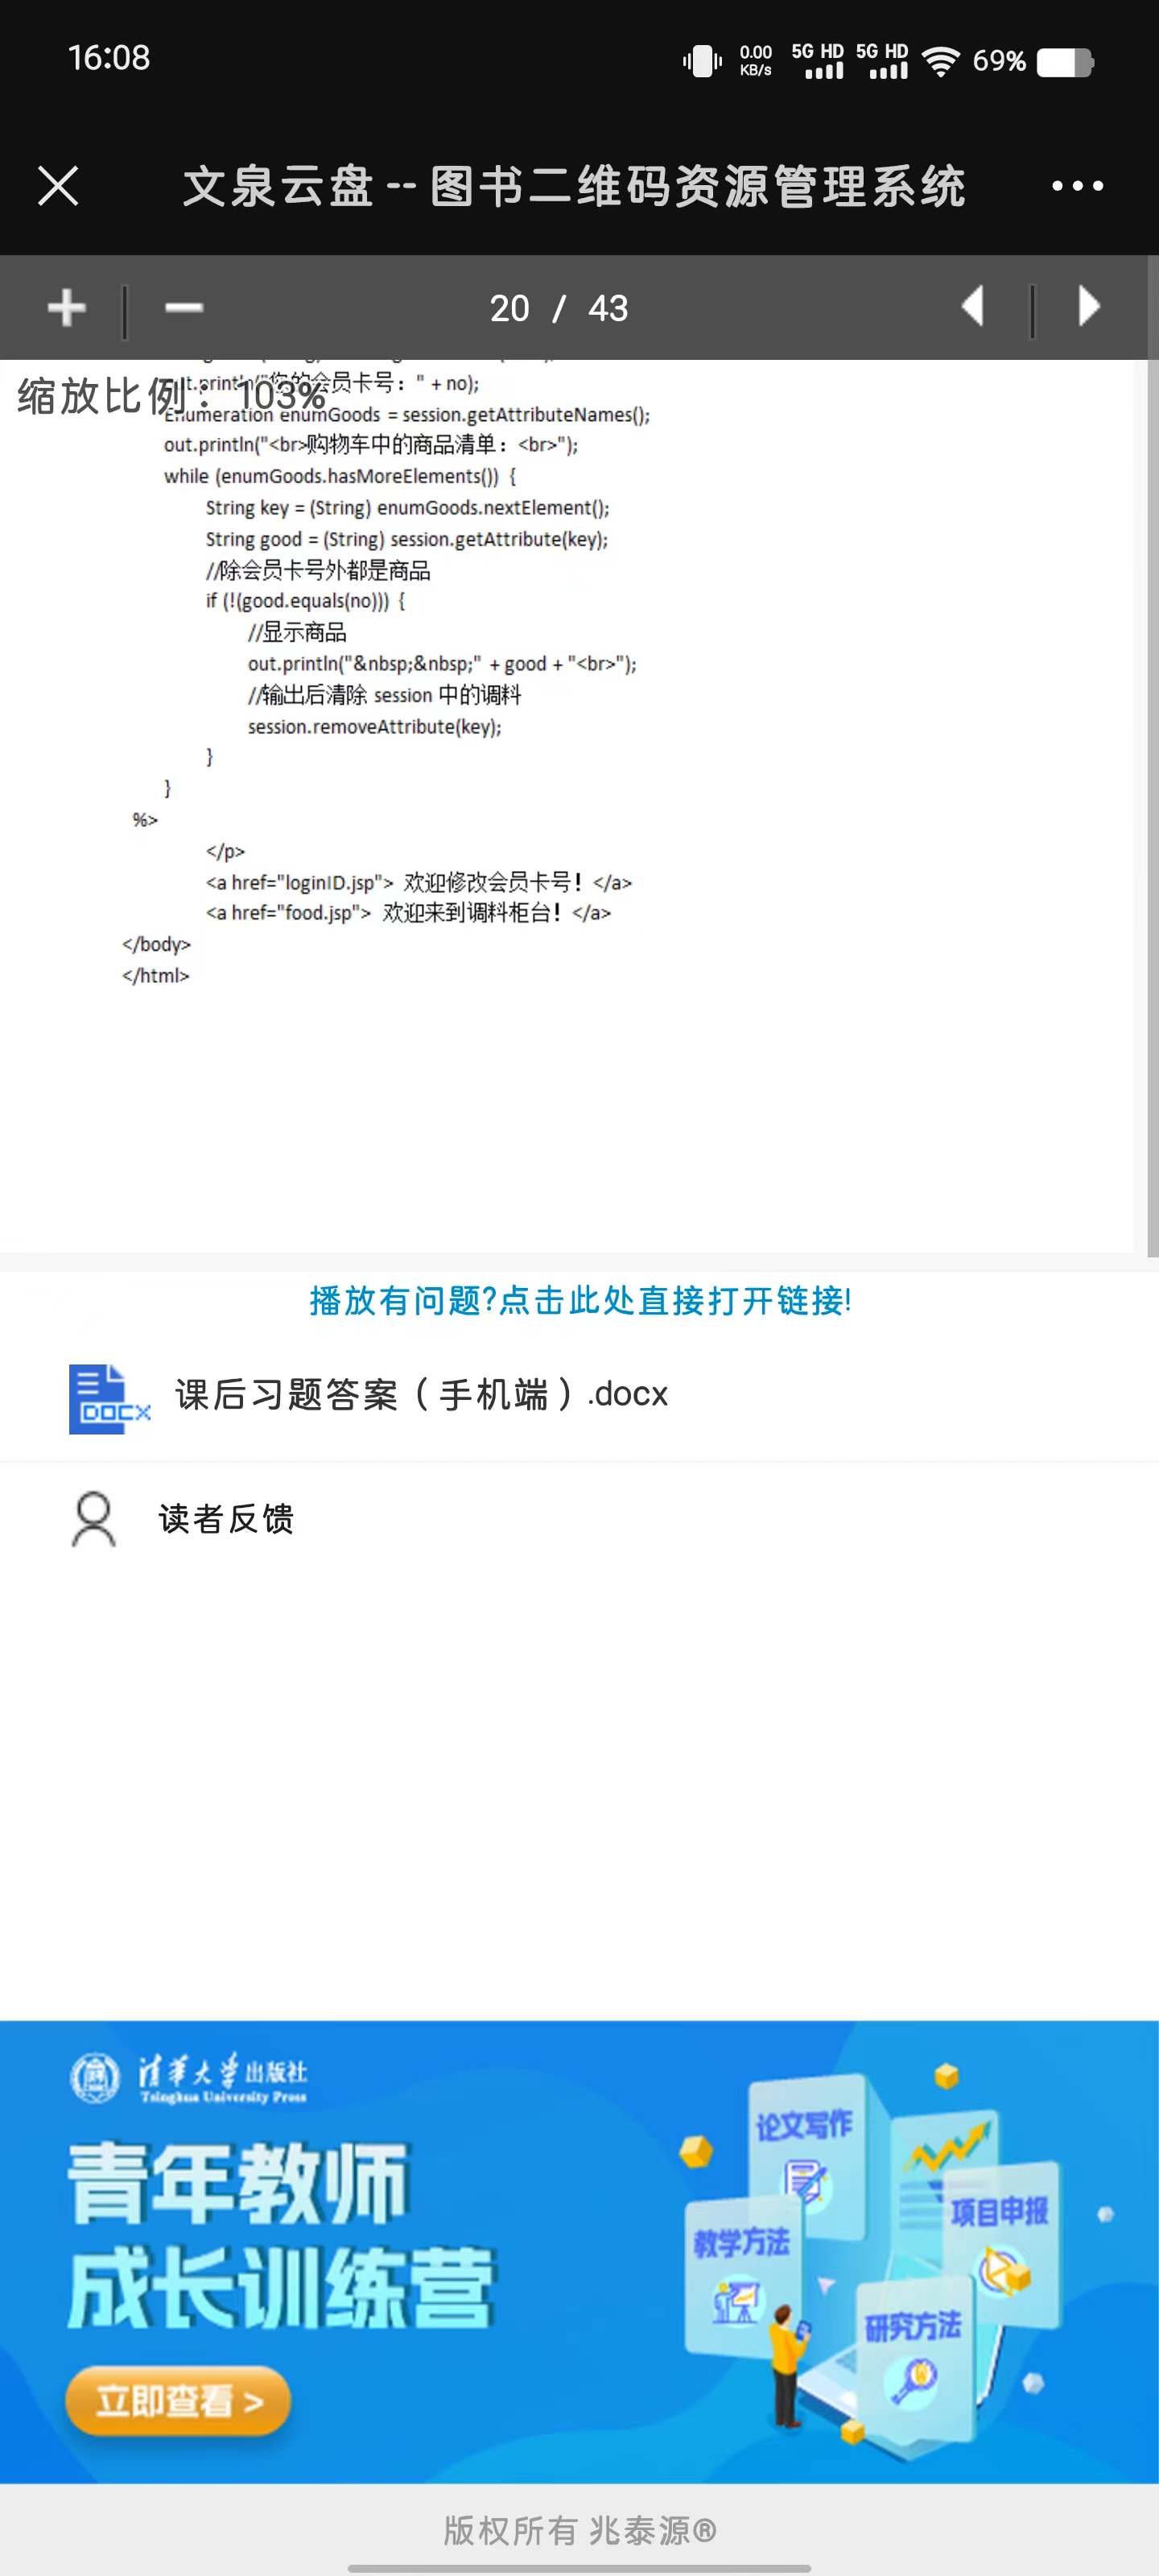 16:08
0.00
KB/s
5G HD
5G HD
69%
文泉云盘--图书二维码资源管理系统
20 / 43
缩放比例：103%
out.println("您的会员卡号：" + no);
Enumeration enumGoods = session.getAttributeNames();
out.println("<br>购物车中的商品清单：<br>");
while (enumGoods.hasMoreElements()) {
String key = (String) enumGoods.nextElement();
String good = (String) session.getAttribute(key);
//除会员卡号外都是商品
if (!(good.equals(no))) {
//显示商品
out.println("&nbsp;&nbsp;" + good + "<br>");
//输出后清除 session 中的调料
session.removeAttribute(key);
}
}
%>
</p>
<a href="loginID.jsp"> 欢迎修改会员卡号！</a>
<a href="food.jsp"> 欢迎来到调料柜台！</a>
</body>
</html>
播放有问题?点击此处直接打开链接!
DOCX
课后习题答案（手机端）.docx
读者反馈
清华大学出版社
Tsinghua University Press
青年教师
成长训练营
立即查看 >
论文写作
项目申报
教学方法
研究方法
版权所有 兆泰源®